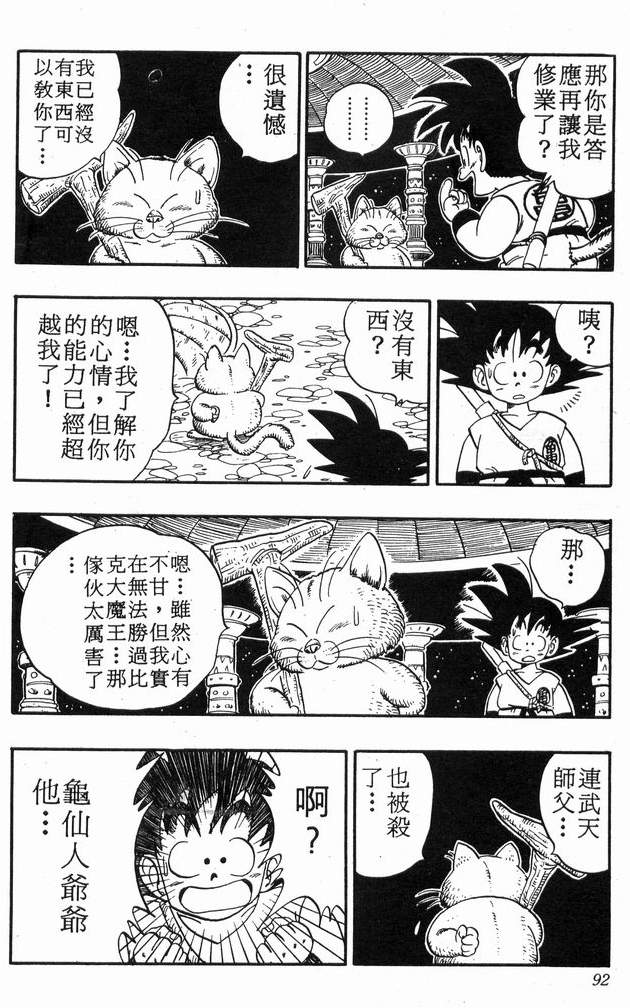 那你是答
應再讓我
修業了？
………
很遺憾
…
我已經沒
有東西可
以教你了…
咦？
沒有東
西？
嗯…我了解你
的心情，但你
的能力已經超
越我了！
那…
嗯…雖然心有
不甘，但我實
在無法勝過比
克大魔王…那
傢伙太厲害了
…
連武天
師父…
也被殺
了…
啊？
龜仙人爺爺
他…
92